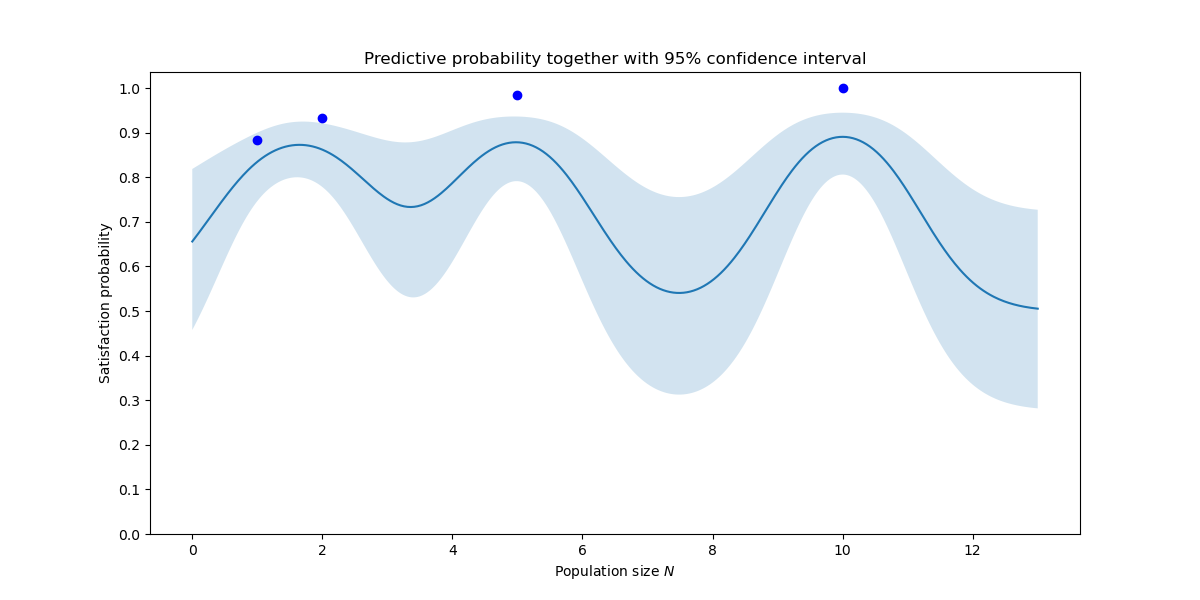 Predictive probability together with 95% confidence interval
1.0
0.9
0.8
0.7
0.6
0.5
0.4
0.3
0.2
0.1
0.0
Satisfaction probability
0 2 4 6 8 10 12
Population size N